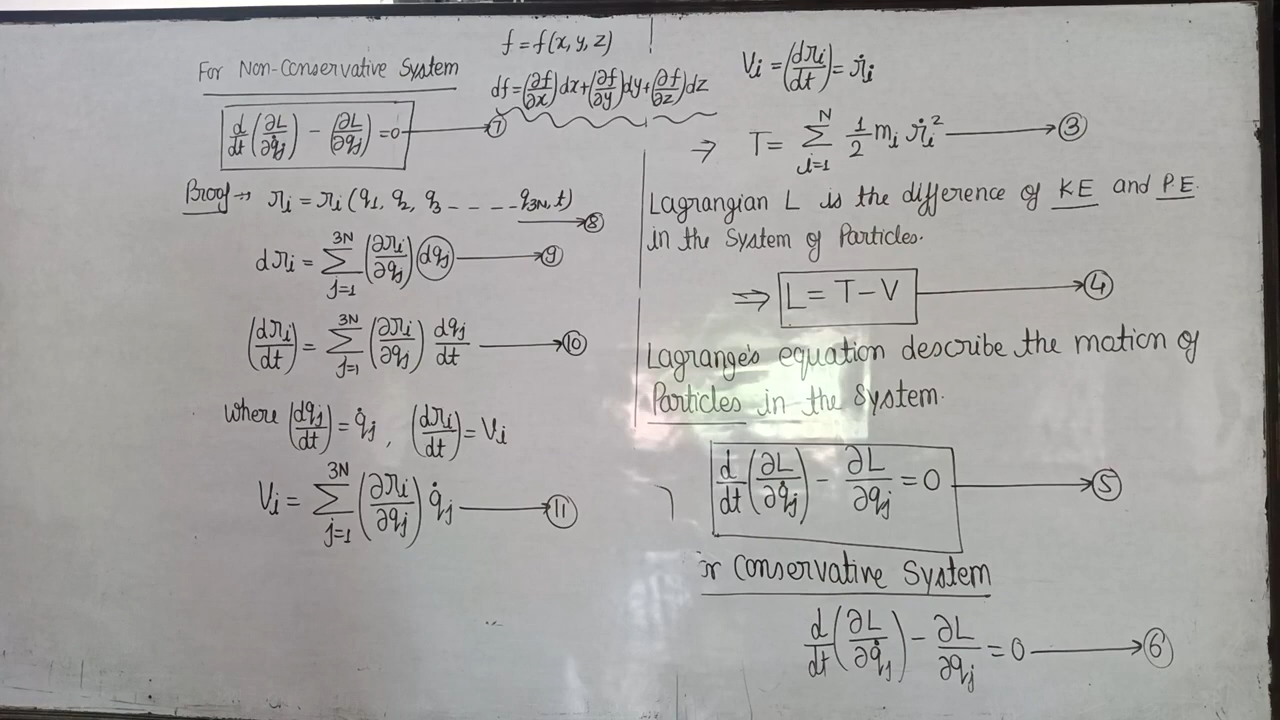 For Non-Conservative System
d/dt(∂L/∂q̇j) − (∂L/∂qj) = 0 → ⑦
f = f(x, y, z)
df = (∂f/∂x)dx + (∂f/∂y)dy + (∂f/∂z)dz
Proof → ri = ri (q1, q2, q3 - - - - q3N, t) → ⑧
dri = Σ_{j=1}^{3N} (∂ri/∂qj) dqj → ⑨
(dri/dt) = Σ_{j=1}^{3N} (∂ri/∂qj) dqj/dt → ⑩
Where (dqj/dt) = q̇j , (dri/dt) = Vi
Vi = Σ_{j=1}^{3N} (∂ri/∂qj) q̇j → ⑪
Vi = (dri/dt) = ṙi
⇒ T = Σ_{i=1}^{N} 1/2 mi ṙi² → ③
Lagrangian L is the difference of KE and P.E.
in the System of Particles.
⇒ L = T − V → ④
Lagrange's equation describe the motion of
Particles in the System.
d/dt(∂L/∂q̇j) − ∂L/∂qj = 0 → ⑤
r Conservative System
d/dt(∂L/∂q̇j) − ∂L/∂qj = 0 → ⑥